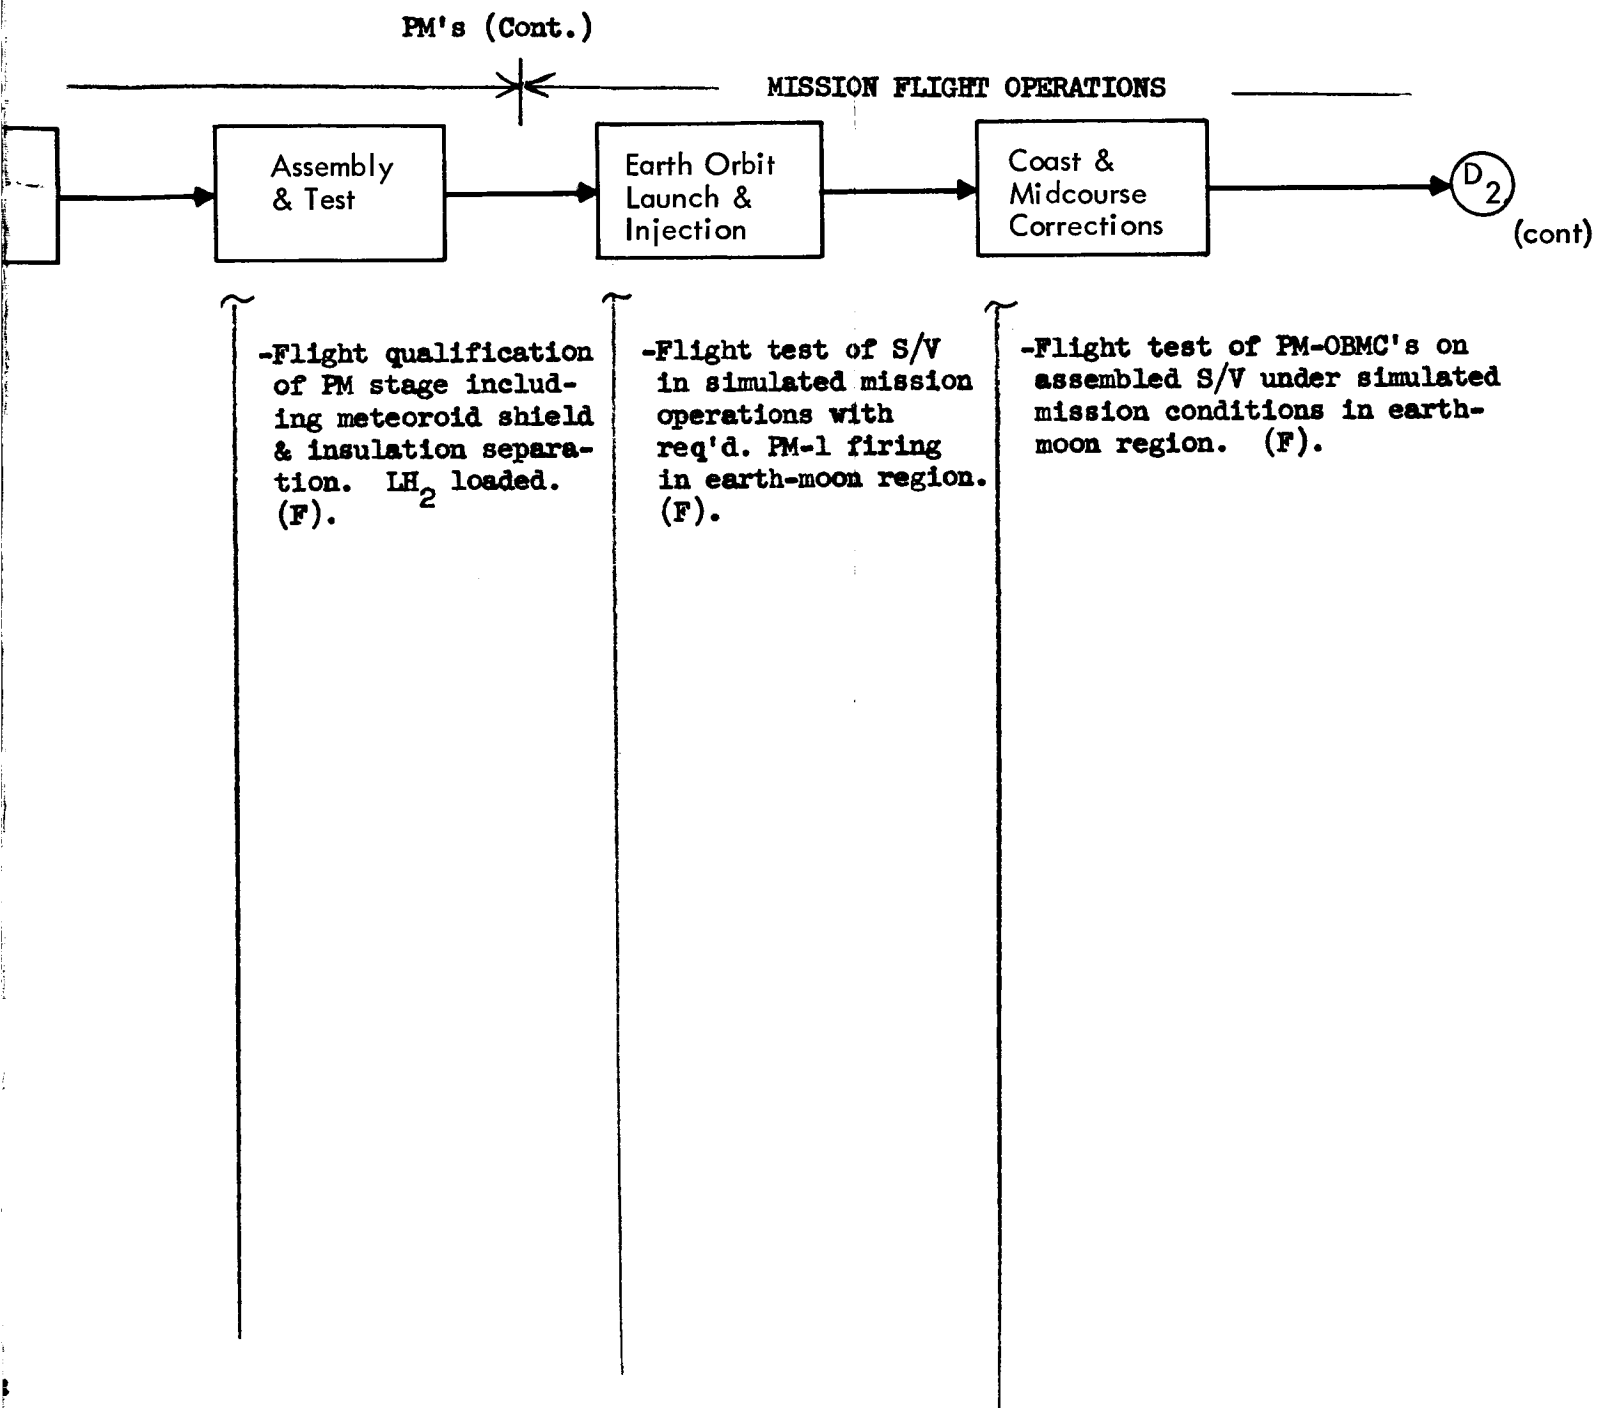 PM's (Cont.)
MISSION FLIGHT OPERATIONS
Assembly
& Test
Earth Orbit
Launch &
Injection
Coast &
Midcourse
Corrections
D2
(cont)
-Flight qualification
of PM stage includ-
ing meteoroid shield
& insulation separa-
tion. LH2 loaded.
(F).
-Flight test of S/V
in simulated mission
operations with
req'd. PM-1 firing
in earth-moon region.
(F).
-Flight test of PM-OBMC's on
assembled S/V under simulated
mission conditions in earth-
moon region. (F).